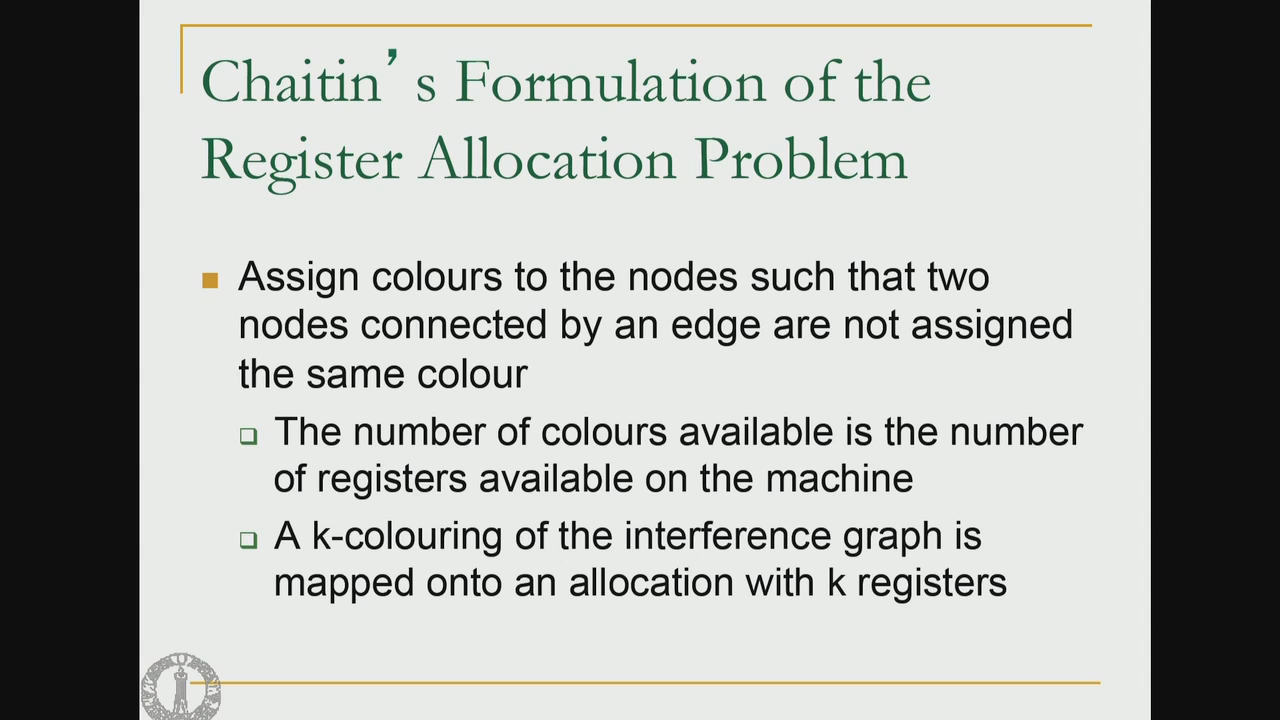 Chaitin’s Formulation of the
Register Allocation Problem
Assign colours to the nodes such that two
nodes connected by an edge are not assigned
the same colour
The number of colours available is the number
of registers available on the machine
A k-colouring of the interference graph is
mapped onto an allocation with k registers